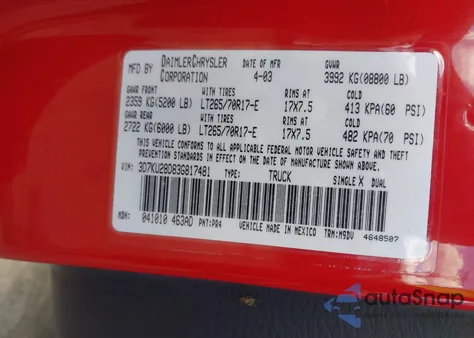 MFD BY DAIMLERCHRYSLER CORPORATION DATE OF MFR 4-03 GVWR 3992 KG(08800 LB)
GAWR FRONT WITH TIRES RIMS AT COLD
2359 KG(5200 LB) LT265/70R17-E 17X7.5 413 KPA(60 PSI)
GAWR REAR WITH TIRES RIMS AT COLD
2722 KG(6000 LB) LT265/70R17-E 17X7.5 482 KPA(70 PSI)
THIS VEHICLE CONFORMS TO ALL APPLICABLE FEDERAL MOTOR VEHICLE SAFETY AND THEFT
PREVENTION STANDARDS IN EFFECT ON THE DATE OF MANUFACTURE SHOWN ABOVE.
VIN: 3D7KU28D83G817481 TYPE: TRUCK SINGLE X DUAL
MDH: 041010 463AD PNT:PR4 VEHICLE MADE IN MEXICO TRM:M9DV 4648507
autoSnap